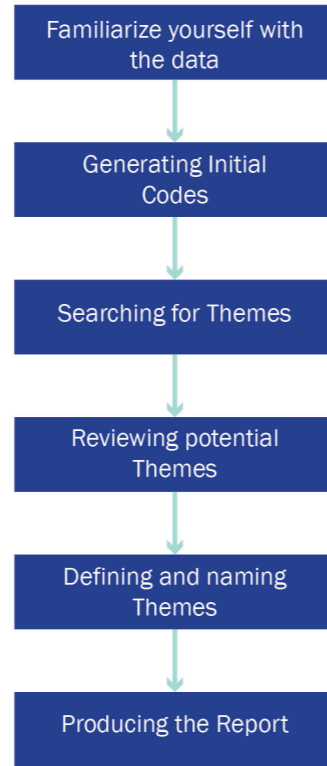 Familiarize yourself with
the data
Generating Initial
Codes
Searching for Themes
Reviewing potential
Themes
Defining and naming
Themes
Producing the Report